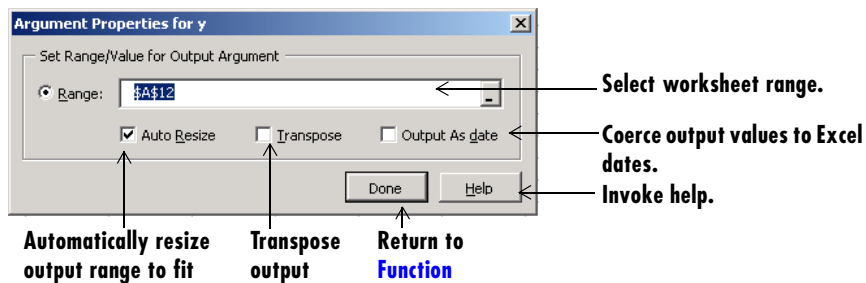 Argument Properties for y
Set Range/Value for Output Argument
Range:
$A$12
Select worksheet range.
Auto Resize
Transpose
Output As date
Coerce output values to Excel
dates.
Done
Help
Invoke help.
Automatically resize
output range to fit
Transpose
output
Return to
Function